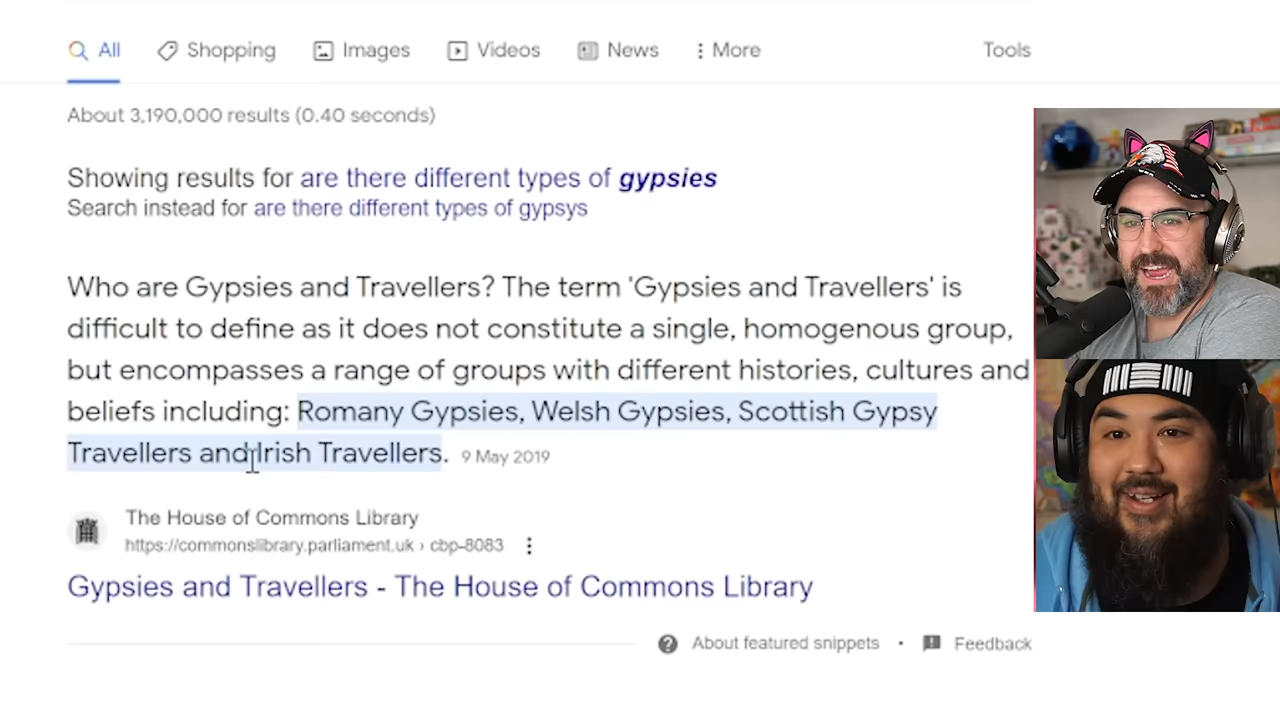 All Shopping Images Videos News More Tools
About 3,190,000 results (0.40 seconds)
Showing results for are there different types of gypsies
Search instead for are there different types of gypsys
Who are Gypsies and Travellers? The term 'Gypsies and Travellers' is
difficult to define as it does not constitute a single, homogenous group,
but encompasses a range of groups with different histories, cultures and
beliefs including: Romany Gypsies, Welsh Gypsies, Scottish Gypsy
Travellers and Irish Travellers. 9 May 2019
The House of Commons Library
https://commonslibrary.parliament.uk › cbp-8083
Gypsies and Travellers - The House of Commons Library
About featured snippets • Feedback